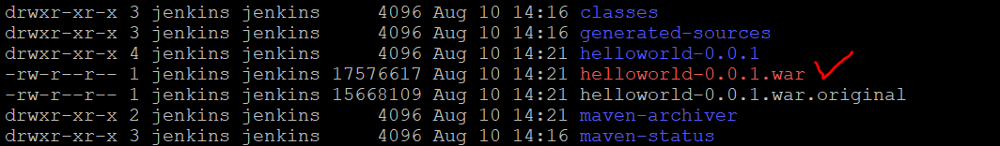 drwxr-xr-x 3 jenkins jenkins     4096 Aug 10 14:16 classes
drwxr-xr-x 3 jenkins jenkins     4096 Aug 10 14:16 generated-sources
drwxr-xr-x 4 jenkins jenkins     4096 Aug 10 14:21 helloworld-0.0.1
-rw-r--r-- 1 jenkins jenkins 17576617 Aug 10 14:21 helloworld-0.0.1.war
-rw-r--r-- 1 jenkins jenkins 15668109 Aug 10 14:21 helloworld-0.0.1.war.original
drwxr-xr-x 2 jenkins jenkins     4096 Aug 10 14:21 maven-archiver
drwxr-xr-x 3 jenkins jenkins     4096 Aug 10 14:16 maven-status